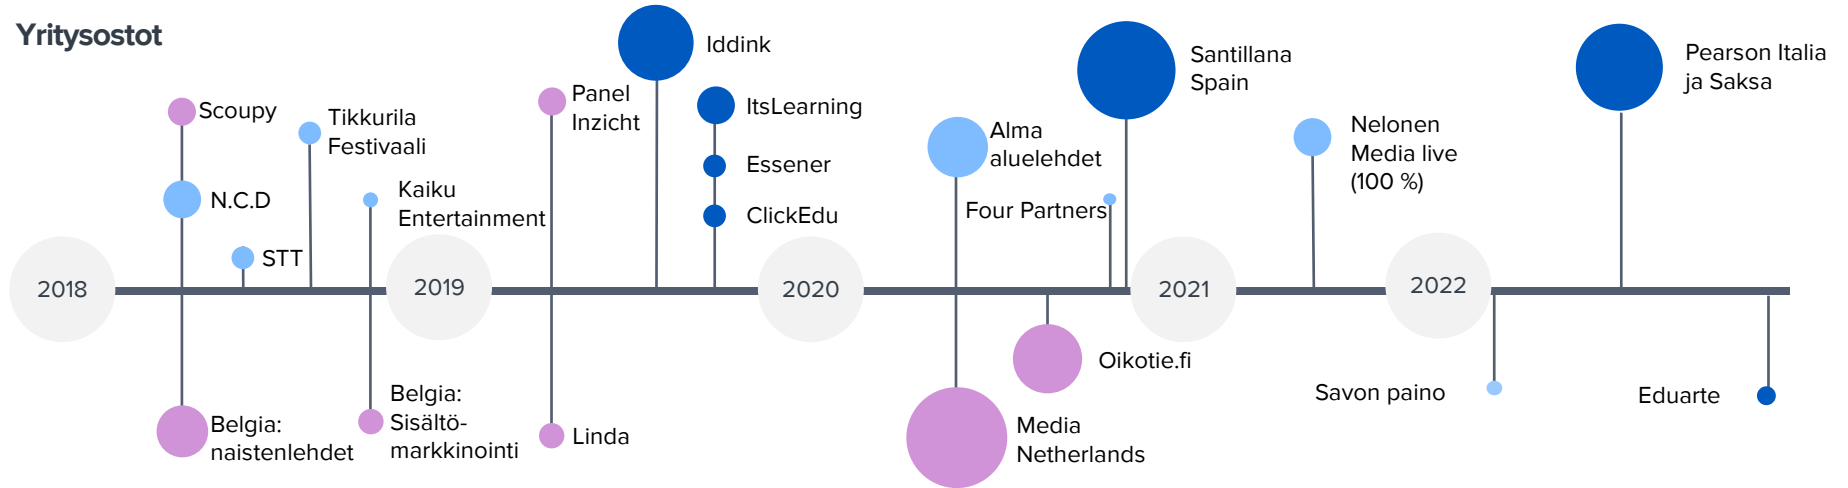 Yritysostot
Scoupy
N.C.D
STT
Tikkurila
Festivaali
Kaiku
Entertainment
Panel
Inzicht
Iddink
ItsLearning
Essener
ClickEdu
Alma
aluelehdet
Four Partners
Santillana
Spain
Nelonen
Media live
(100 %)
Pearson Italia
ja Saksa
2018
2019
2020
2021
2022
Belgia:
naistenlehdet
Belgia:
Sisältö-
markkinointi
Linda
Media
Netherlands
Oikotie.fi
Savon paino
Eduarte